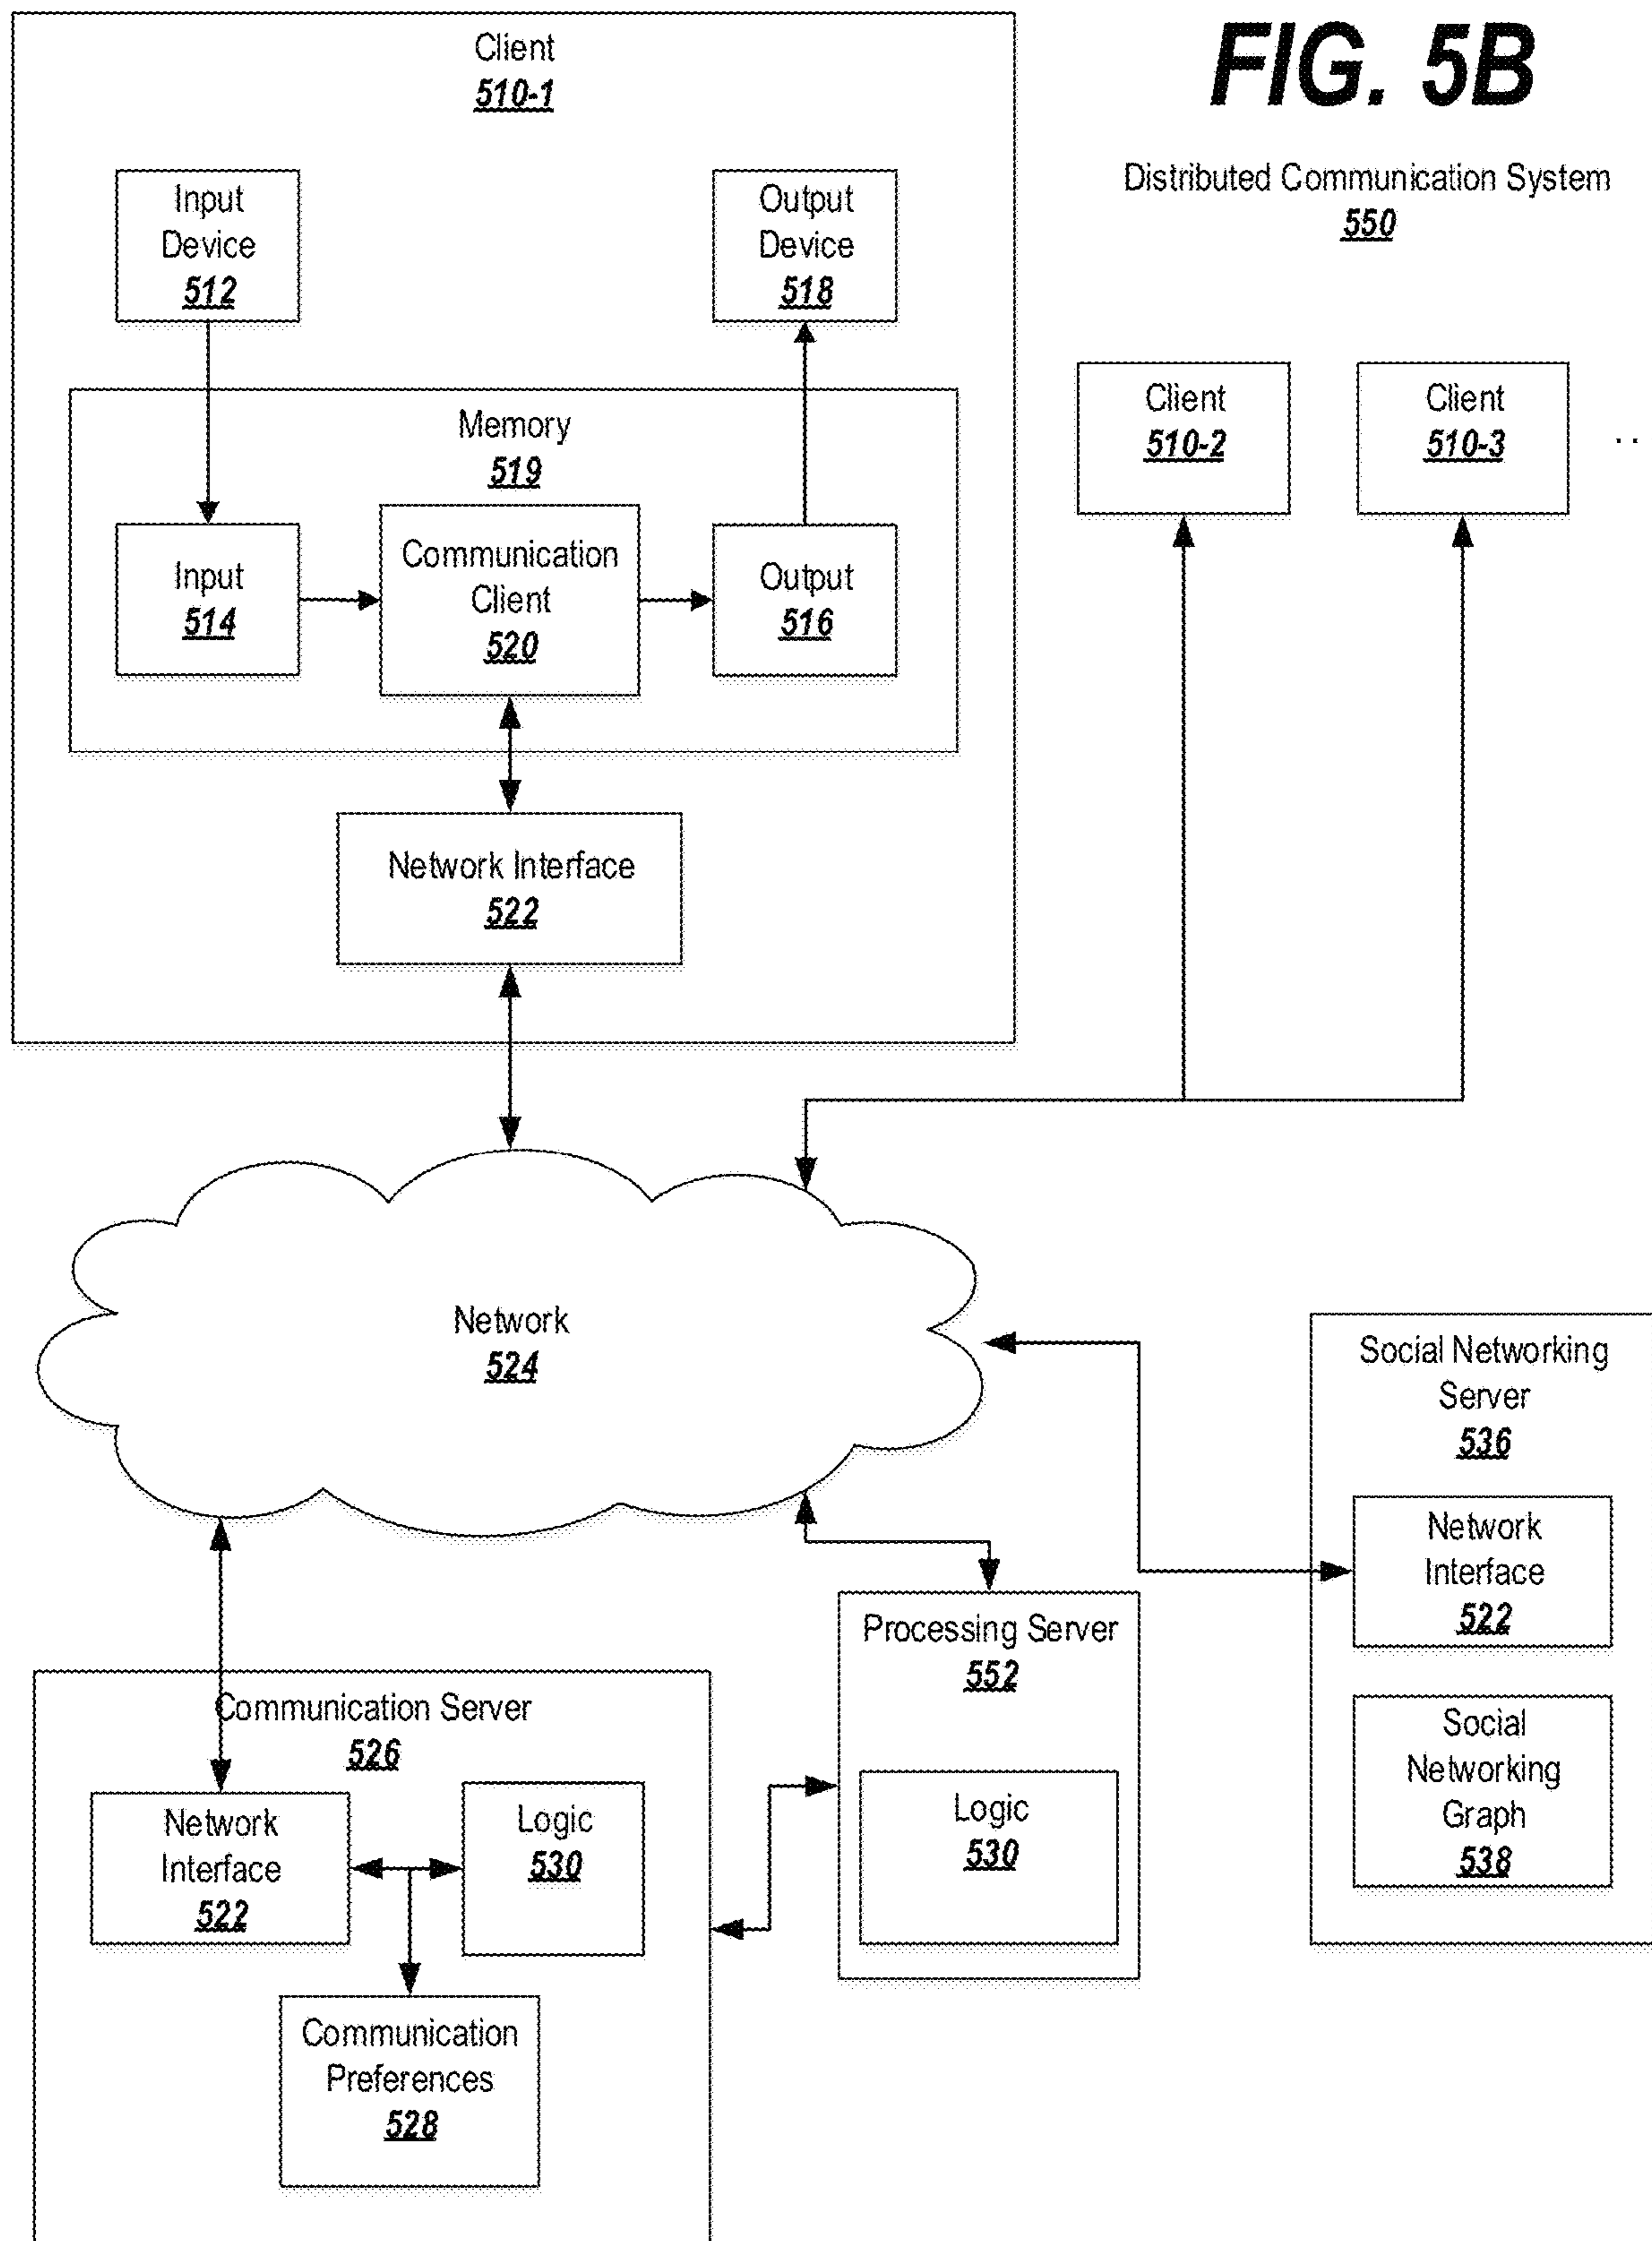 FIG. 5B
Distributed Communication System
550
Client
510-1
Input
Device
512
Output
Device
518
Memory
519
Input
514
Communication
Client
520
Output
516
Network Interface
522
Client
510-2
Client
510-3
..
Network
524
Social Networking
Server
536
Network
Interface
522
Social
Networking
Graph
538
Processing Server
552
Logic
530
Communication Server
526
Network
Interface
522
Logic
530
Communication
Preferences
528